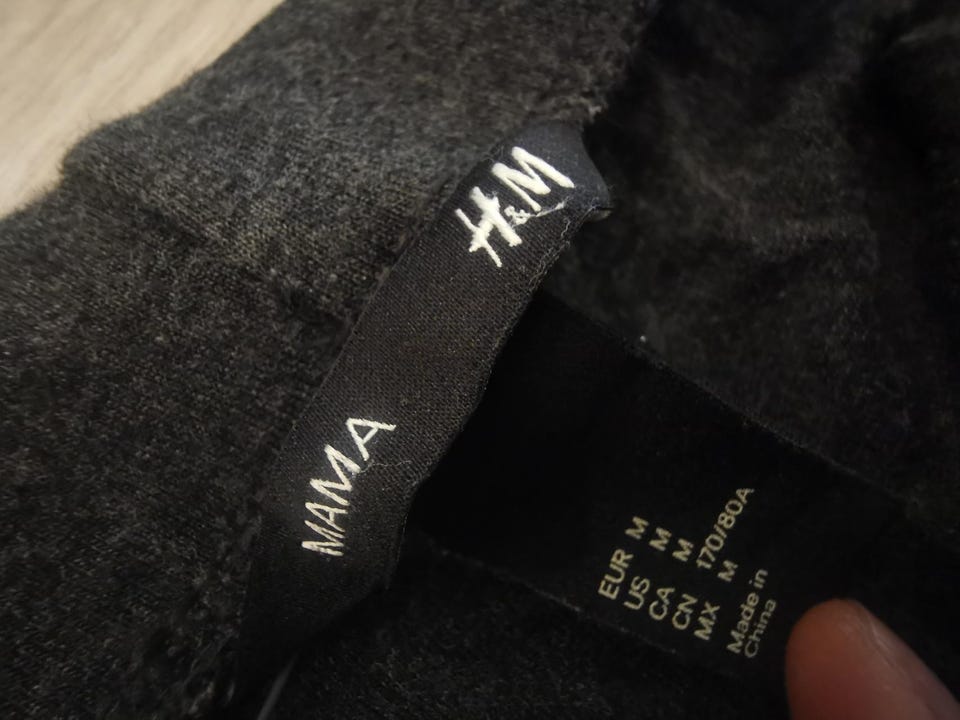 H&M
MAMA
EUR M
US M
CA M
CN 170/80A
MX M
Made in
China